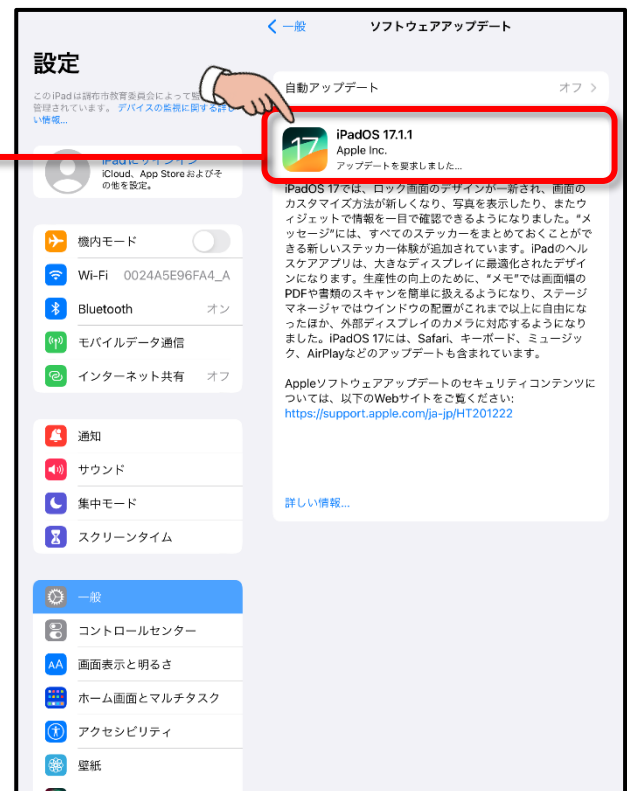 一般
ソフトウェアアップデート
設定
このiPadは調布市教育委員会によって
管理されています。デバイスの監視に関する詳し
い情報...
自動アップデート
オフ
17
iPadOS 17.1.1
Apple Inc.
アップデートを要求しました...
iPadにサインイン
iCloud、App Storeおよびそ
の他を設定。
iPadOS 17では、ロック画面のデザインが一新され、画面の
カスタマイズ方法が新しくなり、写真を表示したり、またウ
ィジェットで情報を一目で確認できるようになりました。“メ
ッセージ”には、すべてのステッカーをまとめておくことがで
きる新しいステッカー体験が追加されています。iPadのヘル
スケアアプリは、大きなディスプレイに最適化されたデザイ
ンになります。生産性の向上のために、“メモ”では画面幅の
PDFや書類のスキャンを簡単に扱えるようになり、ステージ
マネージャではウインドウの配置がこれまで以上に自由にな
ったほか、外部ディスプレイのカメラに対応するようになり
ました。iPadOS 17には、Safari、キーボード、ミュージッ
ク、AirPlayなどのアップデートも含まれています。
Appleソフトウェアアップデートのセキュリティコンテンツに
ついては、以下のWebサイトをご覧ください:
https://support.apple.com/ja-jp/HT201222
詳しい情報...
機内モード
Wi-Fi 0024A5E96FA4_A
Bluetooth オン
モバイルデータ通信
インターネット共有 オフ
通知
サウンド
集中モード
スクリーンタイム
一般
コントロールセンター
AA 画面表示と明るさ
ホーム画面とマルチタスク
アクセシビリティ
壁紙